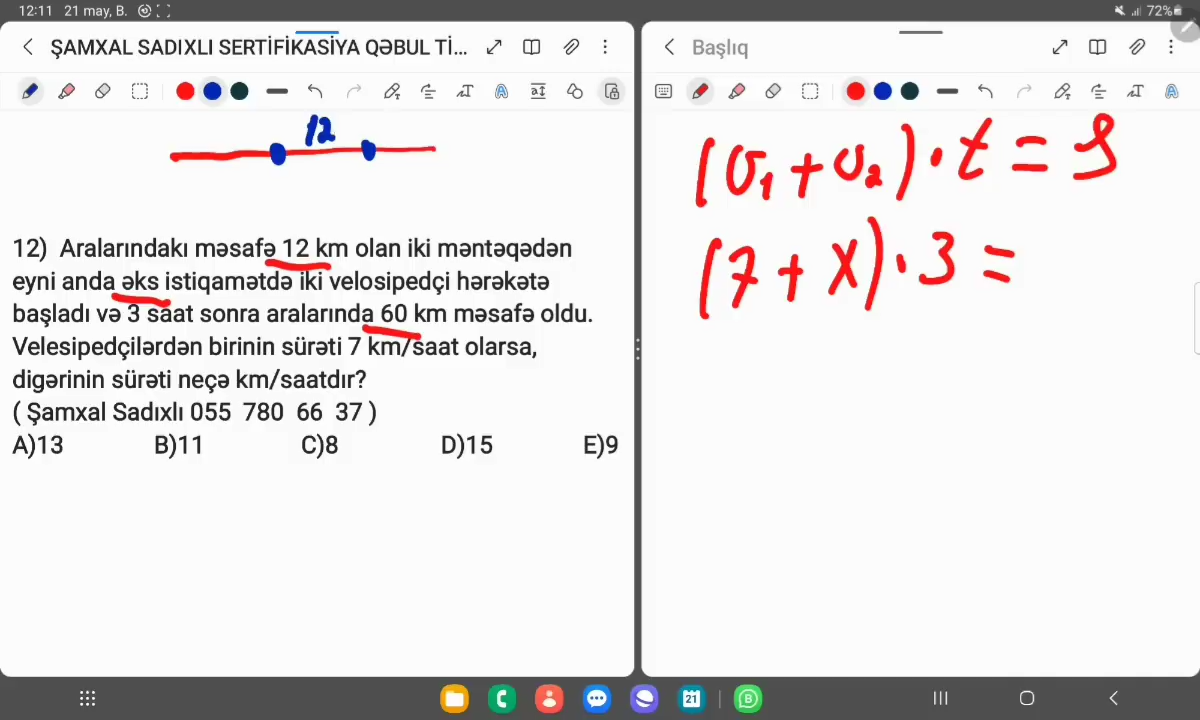 12:11 21 may, B. 72%
ŞAMXAL SADIXLI SERTİFİKASİYA QƏBUL Tİ...
Başlıq
12
12) Aralarındakı məsafə 12 km olan iki məntəqədən
eyni anda əks istiqamətdə iki velosipedçi hərəkətə
başladı və 3 saat sonra aralarında 60 km məsafə oldu.
Velesipedçilərdən birinin sürəti 7 km/saat olarsa,
digərinin sürəti neçə km/saatdır?
( Şamxal Sadıxlı 055 780 66 37 )
A)13 B)11 C)8 D)15 E)9
(υ₁ + υ₂) · t = S
(7 + x) · 3 =
21